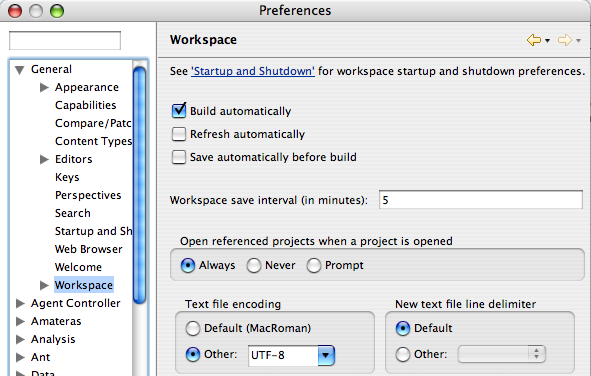 Preferences
Workspace
General
Appearance
Capabilities
Compare/Patc
Content Types
Editors
Keys
Perspectives
Search
Startup and Sh
Web Browser
Welcome
Workspace
Agent Controller
Amateras
Analysis
Ant
Data
See 'Startup and Shutdown' for workspace startup and shutdown preferences.
Build automatically
Refresh automatically
Save automatically before build
Workspace save interval (in minutes): 5
Open referenced projects when a project is opened
Always Never Prompt
Text file encoding
Default (MacRoman)
Other: UTF-8
New text file line delimiter
Default
Other: